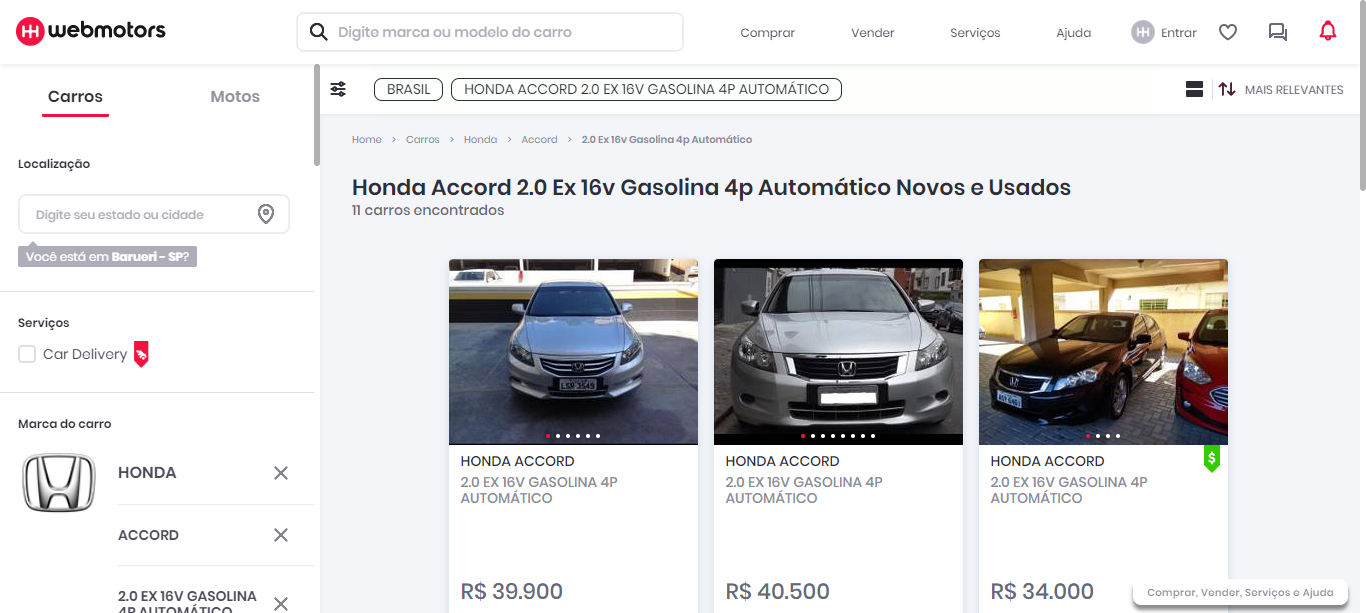 webmotors
Digite marca ou modelo do carro
Comprar
Vender
Serviços
Ajuda
Entrar
Carros
Motos
BRASIL
HONDA ACCORD 2.0 EX 16V GASOLINA 4P AUTOMÁTICO
MAIS RELEVANTES
Home > Carros > Honda > Accord > 2.0 Ex 16v Gasolina 4p Automático
Localização
Digite seu estado ou cidade
Você está em Barueri - SP?
Serviços
Car Delivery
Marca do carro
HONDA
ACCORD
2.0 EX 16V GASOLINA
4P AUTOMÁTICO
Honda Accord 2.0 Ex 16v Gasolina 4p Automático Novos e Usados
11 carros encontrados
HONDA ACCORD
2.0 EX 16V GASOLINA 4P
AUTOMÁTICO
R$ 39.900
HONDA ACCORD
2.0 EX 16V GASOLINA 4P
AUTOMÁTICO
R$ 40.500
$
HONDA ACCORD
2.0 EX 16V GASOLINA 4P
AUTOMÁTICO
R$ 34.000
Comprar, Vender, Serviços e Ajuda